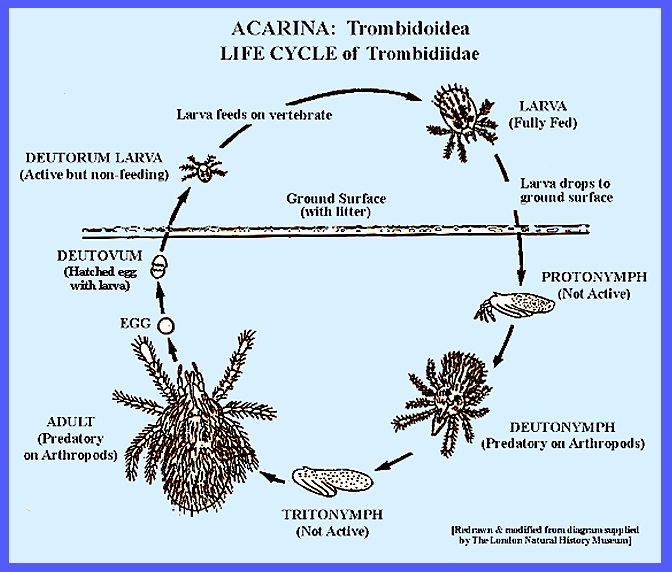 ACARINA: Trombidoidea
LIFE CYCLE of Trombidiidae
Larva feeds on vertebrate
LARVA
(Fully Fed)
DEUTORUM LARVA
(Active but non-feeding)
Larva drops to
ground surface
Ground Surface
(with litter)
DEUTOVUM
(Hatched egg
with larva)
PROTONYMPH
(Not Active)
EGG
ADULT
(Predatory
on Arthropods)
DEUTONYMPH
(Predatory on Arthropods)
TRITONYMPH
(Not Active)
[Redrawn & modified from diagram supplied
by The London Natural History Museum]